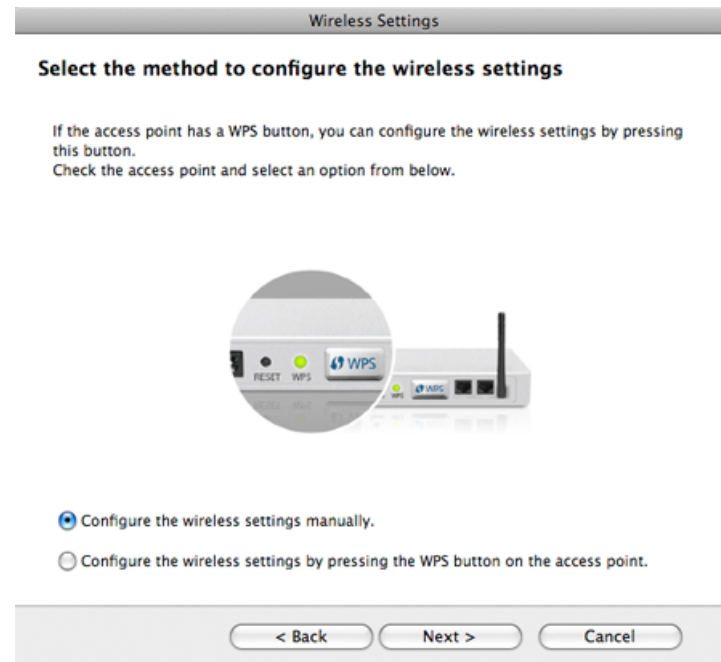 Wireless Settings
Select the method to configure the wireless settings
If the access point has a WPS button, you can configure the wireless settings by pressing
this button.
Check the access point and select an option from below.
RESET WPS WPS
WPS WPS
Configure the wireless settings manually.
Configure the wireless settings by pressing the WPS button on the access point.
< Back Next > Cancel